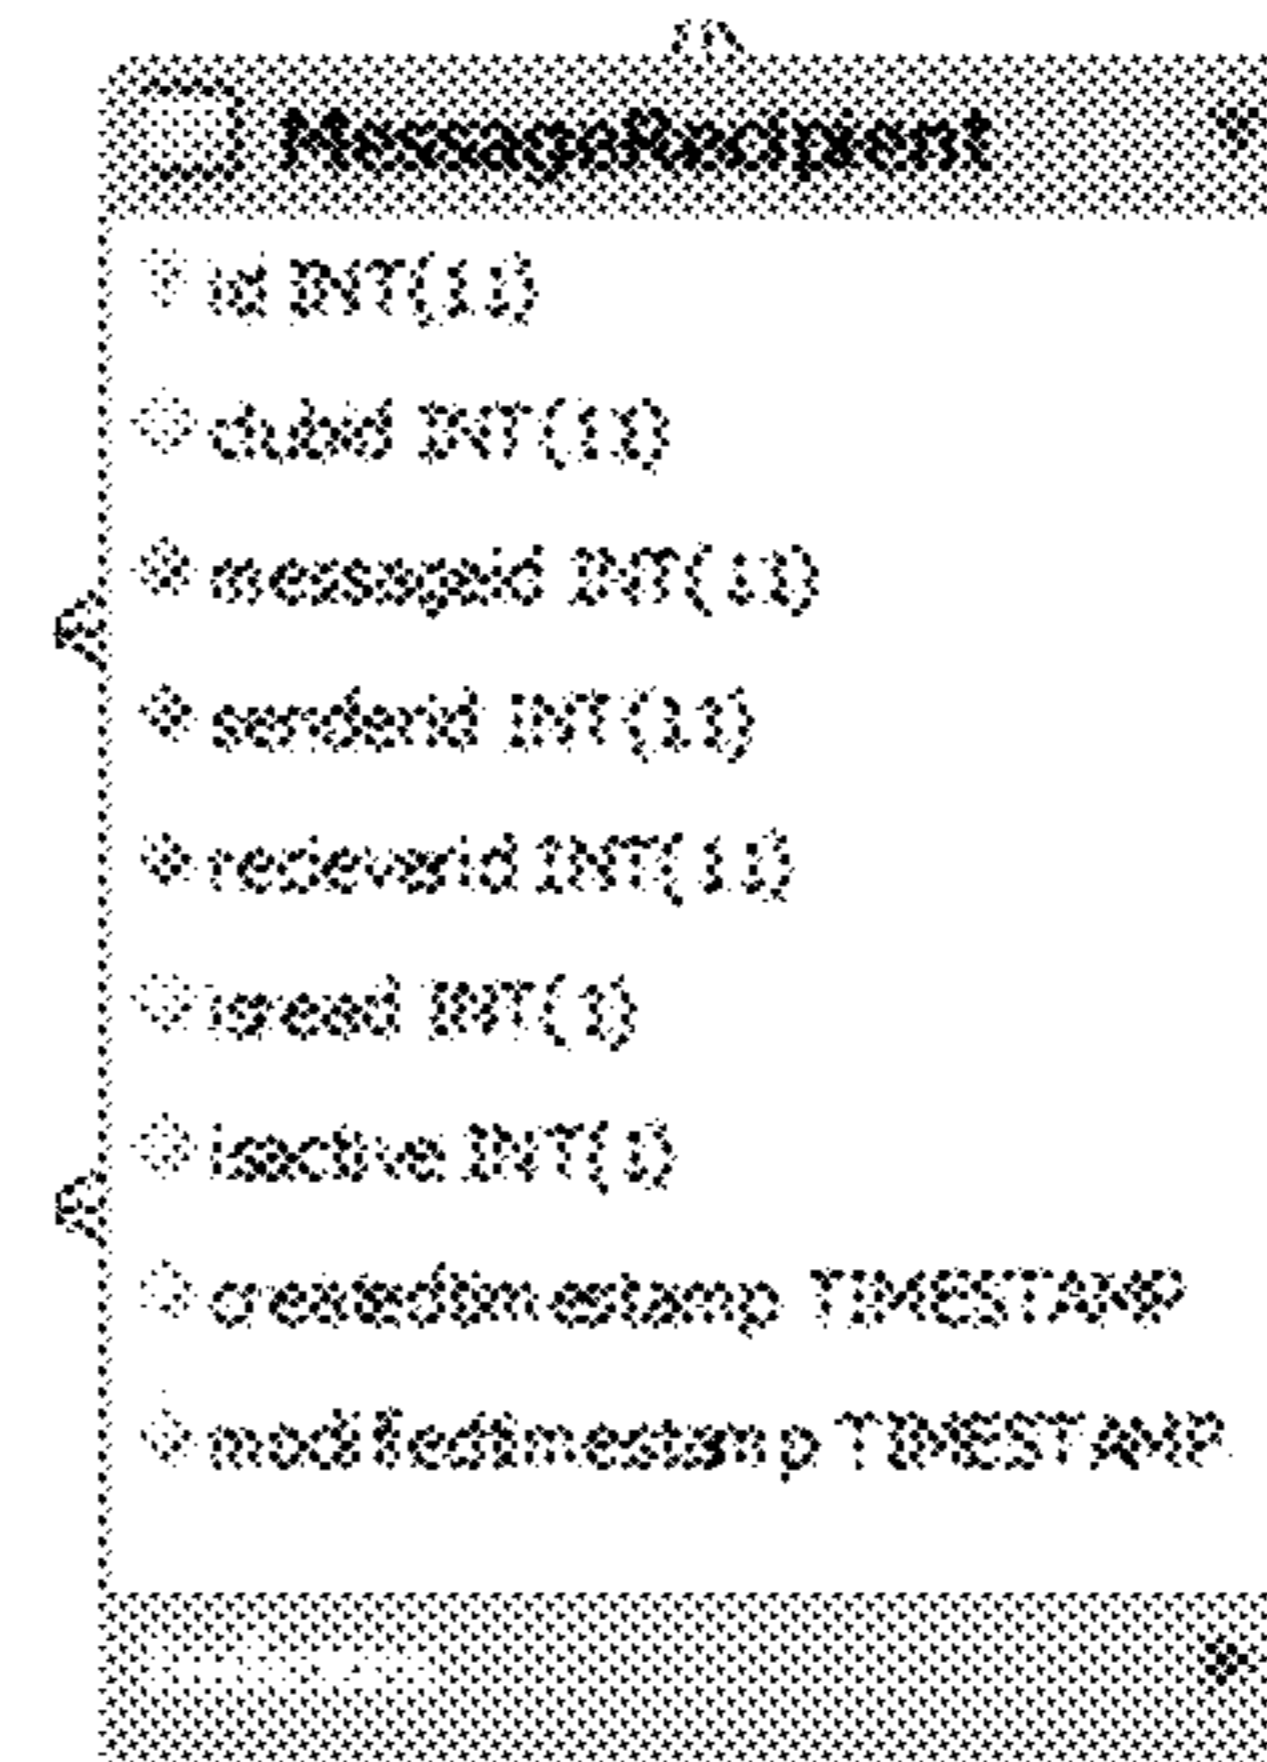 MessageRecipient
id INT(11)
clubid INT(11)
messageid INT(11)
senderid INT(11)
recieverid INT(11)
isread INT(1)
isactive INT(1)
createdtimestamp TIMESTAMP
modifiedtimestamp TIMESTAMP